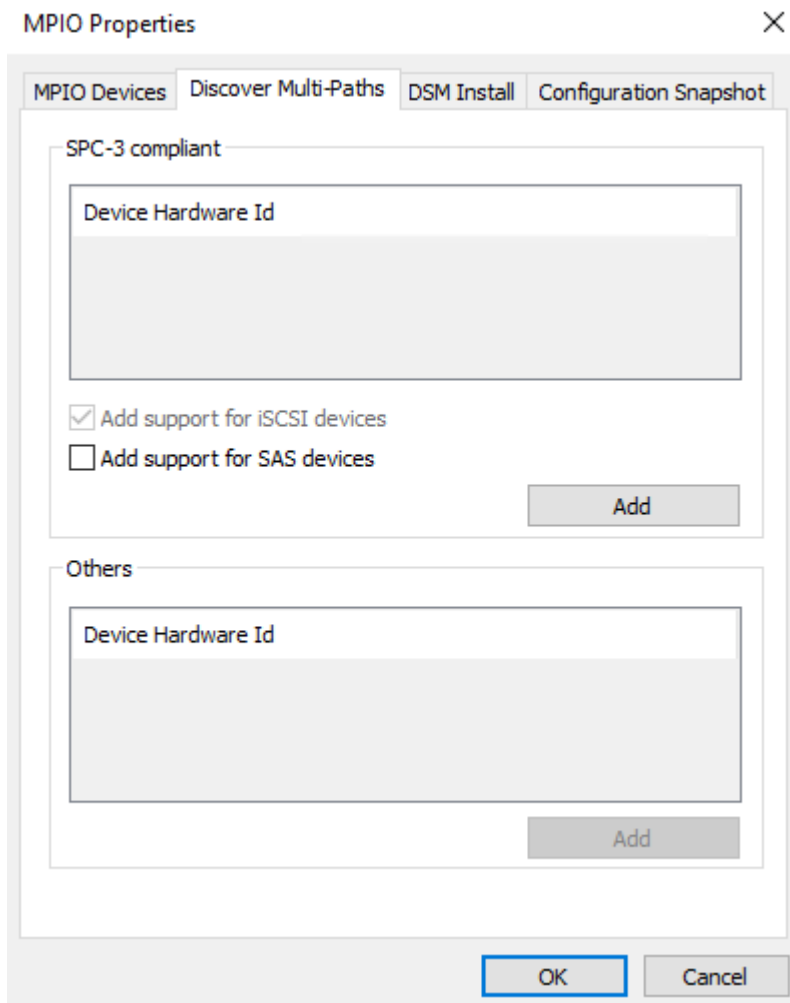 MPIO Properties
MPIO Devices Discover Multi-Paths DSM Install Configuration Snapshot
SPC-3 compliant
Device Hardware Id
Add support for iSCSI devices
Add support for SAS devices
Add
Others
Device Hardware Id
Add
OK Cancel